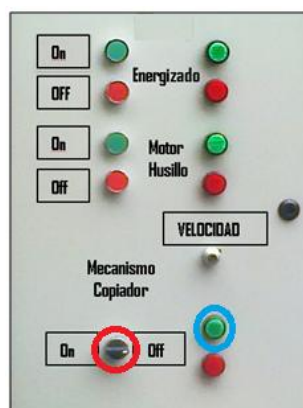 On
Energizado
OFF
On
Motor
Husillo
Off
VELOCIDAD
Mecanismo
Copiador
On
Off